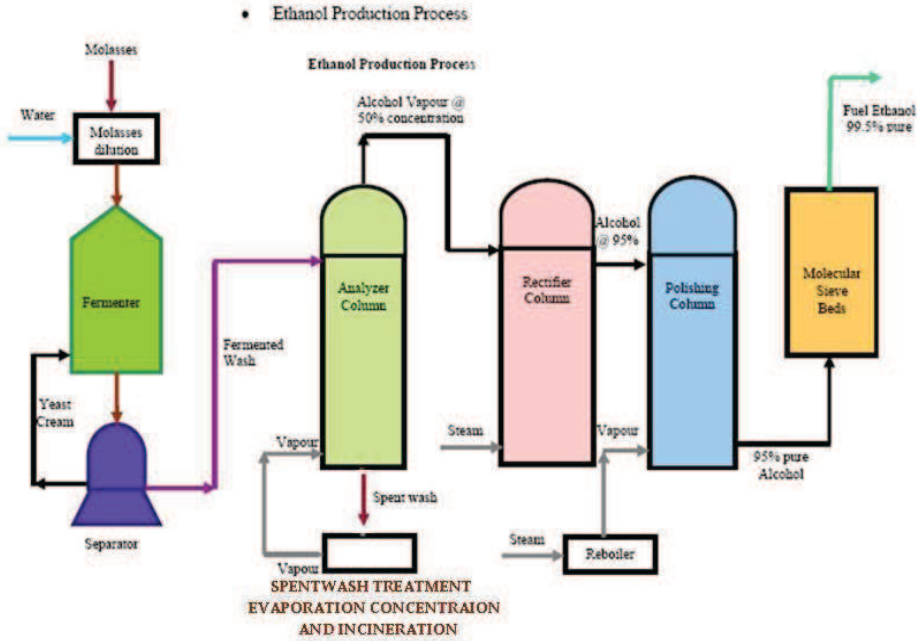 • Ethanol Production Process
Ethanol Production Process
Molasses
Water
Molasses
dilution
Alcohol Vapour @
50% concentration
Fuel Ethanol
99.5% pure
Fermenter
Analyzer
Column
Rectifier
Column
Alcohol
@ 95%
Polishing
Column
Molecular
Sieve
Beds
Fermented
Wash
Yeast
Cream
Vapour
Steam
Vapour
95% pure
Alcohol
Separator
Spent wash
Vapour
Steam
Reboiler
SPENTWASH TREATMENT
EVAPORATION CONCENTRAION
AND INCINERATION